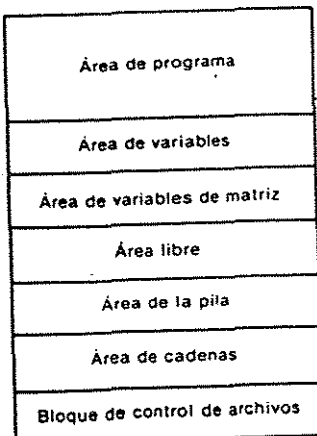 Área de programa
Área de variables
Área de variables de matriz
Área libre
Área de la pila
Área de cadenas
Bloque de control de archivos